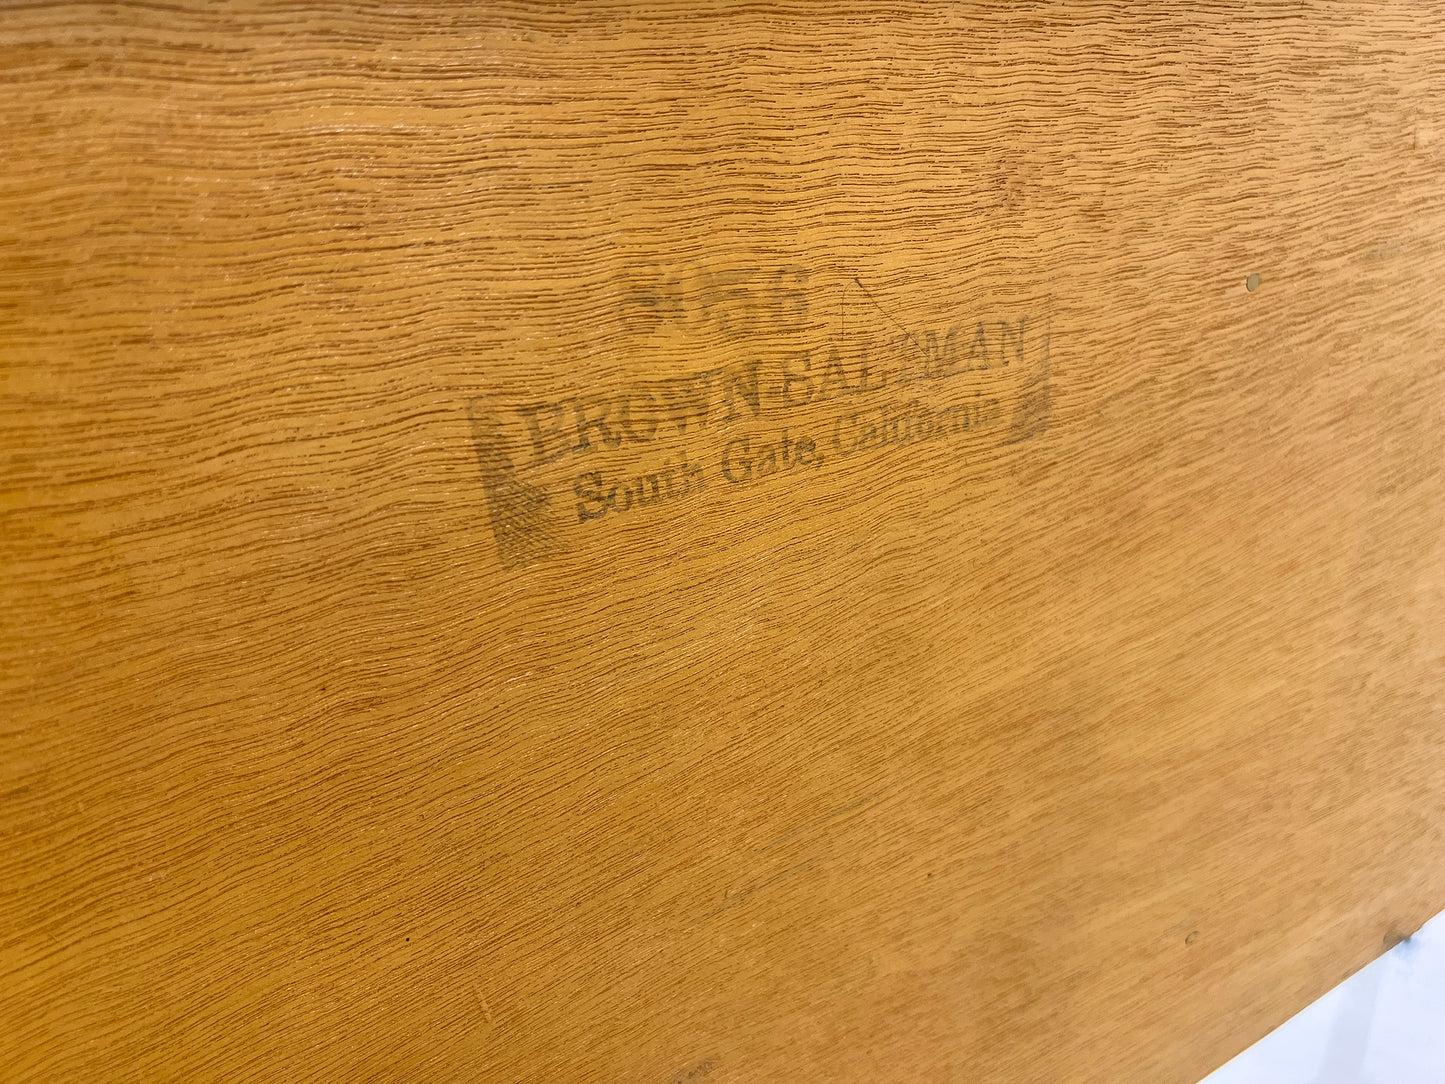 BROWN-SALTMAN
South Gate, California